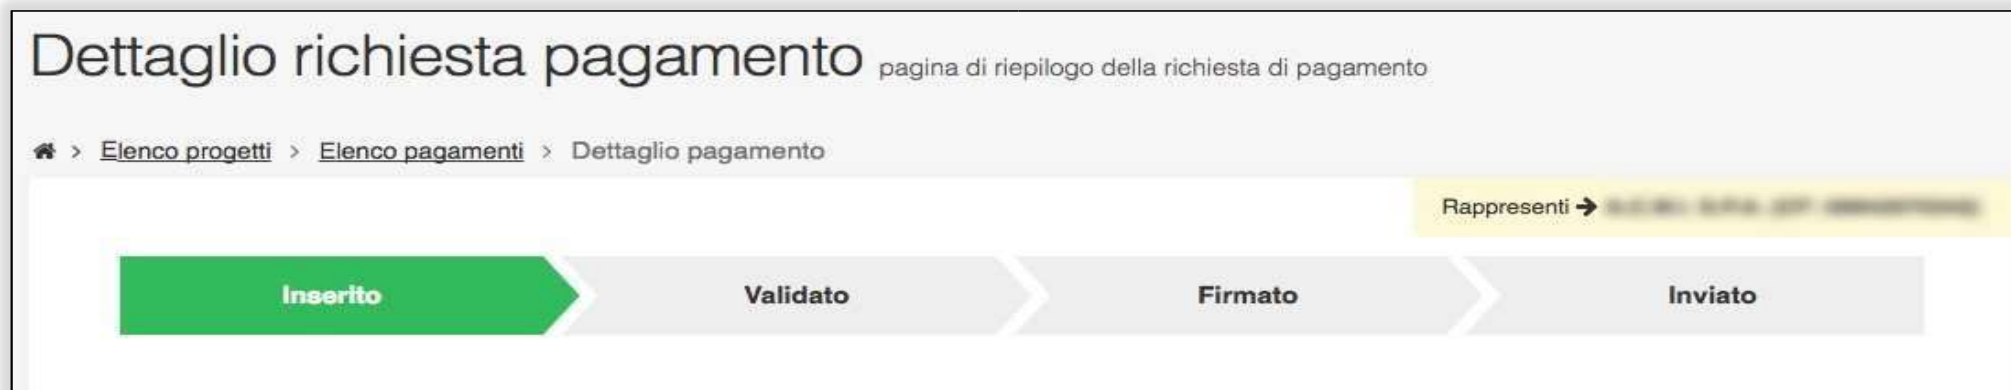 Dettaglio richiesta pagamento pagina di riepilogo della richiesta di pagamento
> Elenco progetti > Elenco pagamenti > Dettaglio pagamento
Rappresenti →
Inserito Validato Firmato Inviato